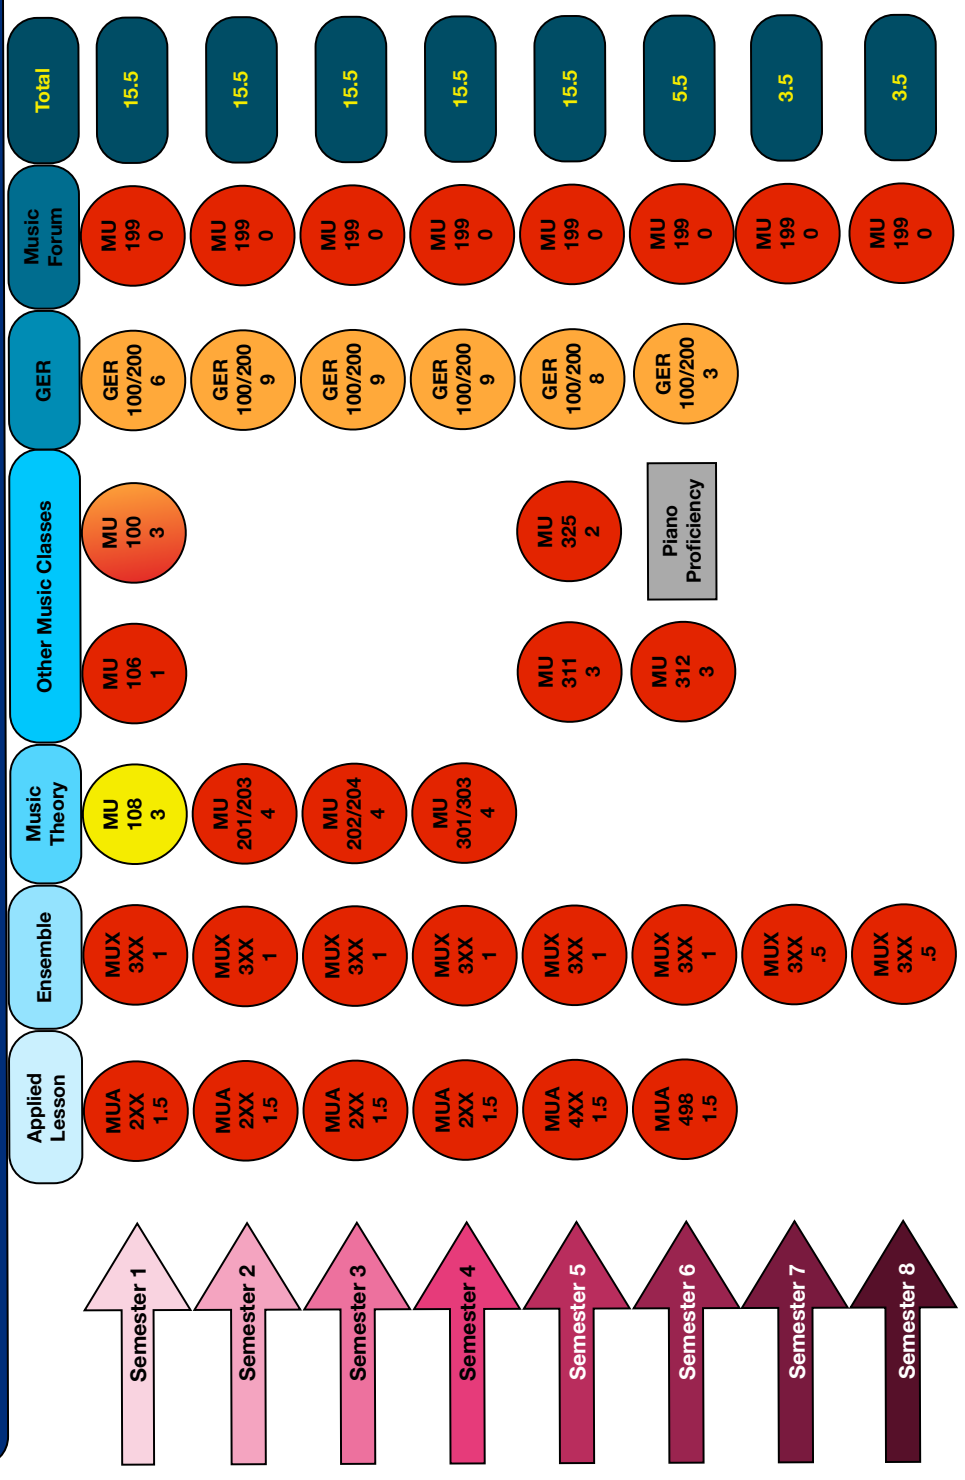 Applied
Lesson
Ensemble
Music
Theory
Other Music Classes
GER
Music
Forum
Total
Semester 1
MUA
2XX
1.5
MUX
3XX
1
MU
108
3
MU
106
1
MU
100
3
GER
100/200
6
MU
199
0
15.5
Semester 2
MUA
2XX
1.5
MUX
3XX
1
MU
201/203
4
GER
100/200
9
MU
199
0
15.5
Semester 3
MUA
2XX
1.5
MUX
3XX
1
MU
202/204
4
GER
100/200
9
MU
199
0
15.5
Semester 4
MUA
2XX
1.5
MUX
3XX
1
MU
301/303
4
GER
100/200
9
MU
199
0
15.5
Semester 5
MUA
4XX
1.5
MUX
3XX
1
MU
311
3
MU
325
2
GER
100/200
8
MU
199
0
15.5
Semester 6
MUA
498
1.5
MUX
3XX
1
MU
312
3
Piano
Proficiency
GER
100/200
3
MU
199
0
5.5
Semester 7
MUX
3XX
.5
MU
199
0
3.5
Semester 8
MUX
3XX
.5
MU
199
0
3.5